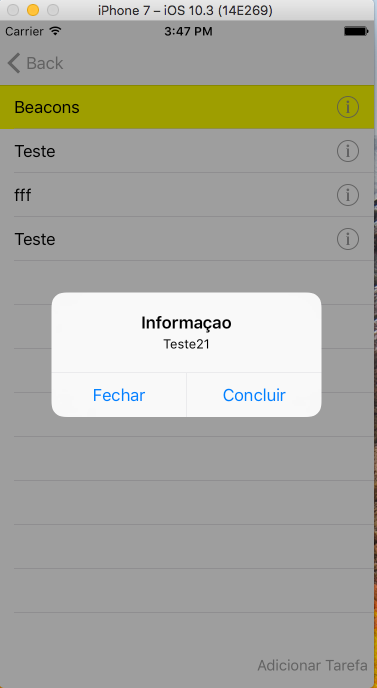 iPhone 7 – iOS 10.3 (14E269)
Carrier 3:47 PM
Back
Beacons
Teste
fff
Teste
Informaçao
Teste21
Fechar Concluir
Adicionar Tarefa